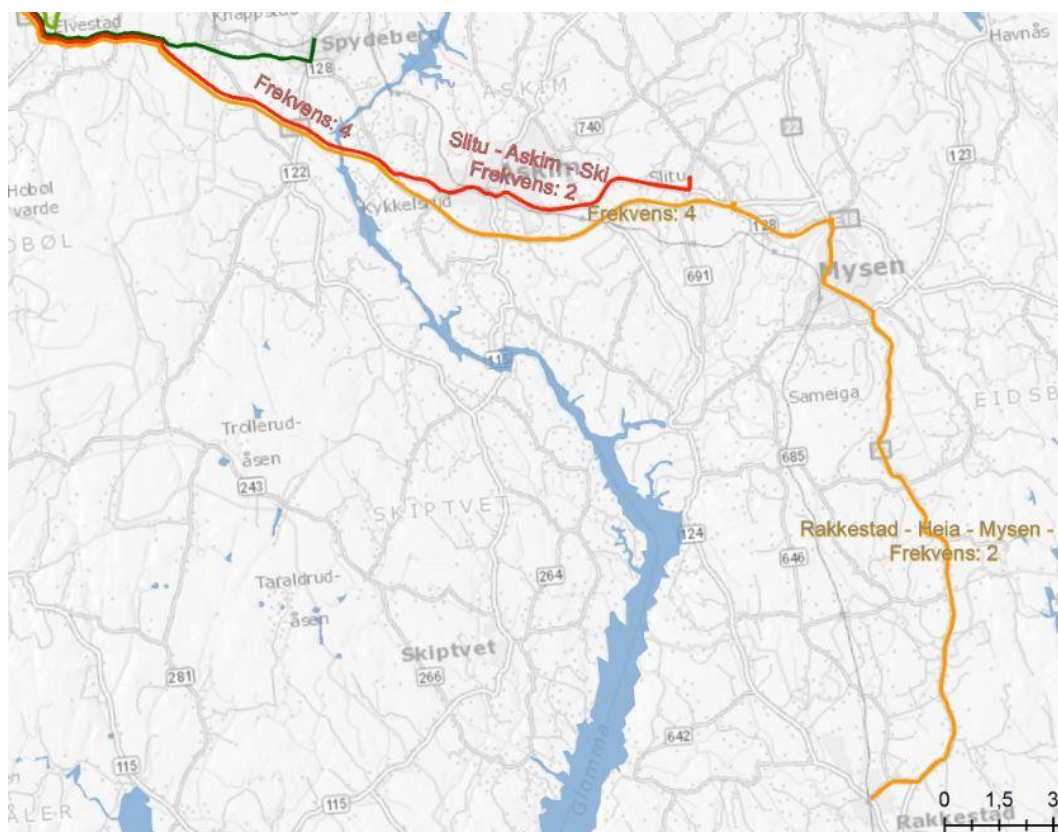 Elvestad
Knappstad
Spydeberg
128
Havnås
Frekvens: 4
ASKIM
740
22
123
Slitu - Askim - Ski
Frekvens: 2
Askim
Slitu
122
Hobøl
varde
Kykkelsrud
Frekvens: 4
128
691
Mysen
115
Sameiga
EIDSB
Trollerud-
åsen
243
685
SKIPTVET
124
Rakkestad - Heia - Mysen -
Frekvens: 2
646
264
Taraldrud-
åsen
Skiptvet
266
281
642
Glomma
115
0 1,5 3
Rakkestad